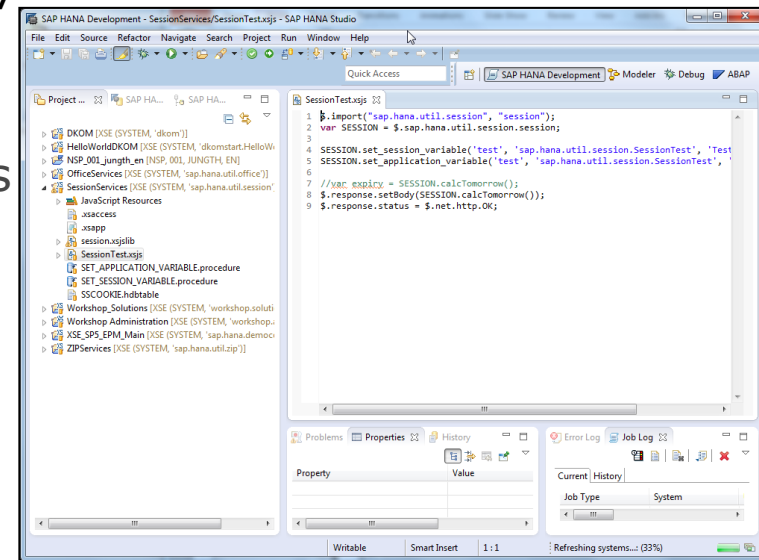 SAP HANA Development - SessionServices/SessionTest.xsjs - SAP HANA Studio
File Edit Source Refactor Navigate Search Project Run Window Help
Quick Access
SAP HANA Development
Modeler
Debug
ABAP
Project ...
SAP HA...
SAP HA...
DKOM [XSE (SYSTEM, 'dkom')]
HelloWorldDKOM [XSE (SYSTEM, 'dkomstart.HelloW
NSP_001_jungth_en [NSP, 001, JUNGTH, EN]
OfficeServices [XSE (SYSTEM, 'sap.hana.util.office')]
SessionServices [XSE (SYSTEM, 'sap.hana.util.session'
JavaScript Resources
.xsaccess
.xsapp
session.xsjslib
SessionTest.xsjs
SET_APPLICATION_VARIABLE.procedure
SET_SESSION_VARIABLE.procedure
SSCOOKIE.hdbtable
Workshop_Solutions [XSE (SYSTEM, 'workshop.soluti
Workshop Administration [XSE (SYSTEM, 'workshop.
XSE_SP5_EPM_Main [XSE (SYSTEM, 'sap.hana.democ
ZIPServices [XSE (SYSTEM, 'sap.hana.util.zip')]
SessionTest.xsjs
1 $.import("sap.hana.util.session", "session");
2 var SESSION = $.sap.hana.util.session.session;
3
4 SESSION.set_session_variable('test', 'sap.hana.util.session.SessionTest', 'Test
5 SESSION.set_application_variable('test', 'sap.hana.util.session.SessionTest', '
6
7 //var expiry = SESSION.calcTomorrow();
8 $.response.setBody(SESSION.calcTomorrow());
9 $.response.status = $.net.http.OK;
Problems
Properties
History
Property Value
Error Log
Job Log
Current History
Job Type System
Writable
Smart Insert
1 : 1
Refreshing systems...: (33%)